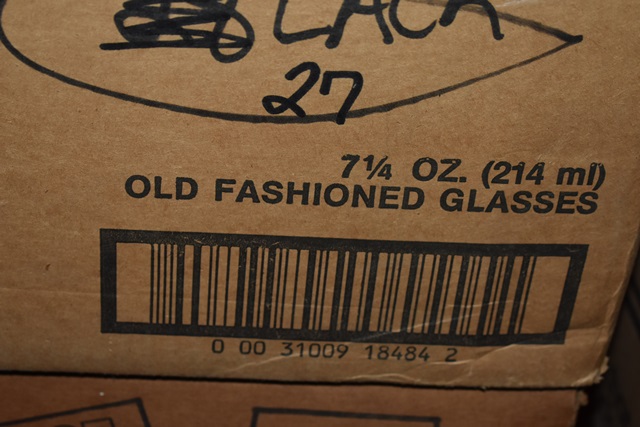 27
7¼ OZ. (214 ml)
OLD FASHIONED GLASSES
0 00 31009 18484 2